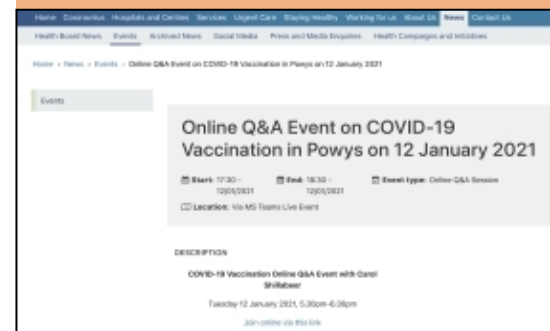 Home Coronavirus Hospitals and Centres Services Urgent Care Staying Healthy Working for us About Us News Contact Us
Health Board News Events Archived News Social Media Press and Media Enquiries Health Campaigns and Initiatives
Home > News > Events > Online Q&A Event on COVID-19 Vaccination in Powys on 12 January 2021
Events
Online Q&A Event on COVID-19
Vaccination in Powys on 12 January 2021
Start: 17:30 - End: 18:30 - Event type: Online Q&A Session
12/01/2021 12/01/2021
Location: Via MS Teams Live Event
DESCRIPTION
COVID-19 Vaccination Online Q&A Event with Carol
Shillabeer
Tuesday 12 January 2021, 5.30pm-6.30pm
Join online via this link